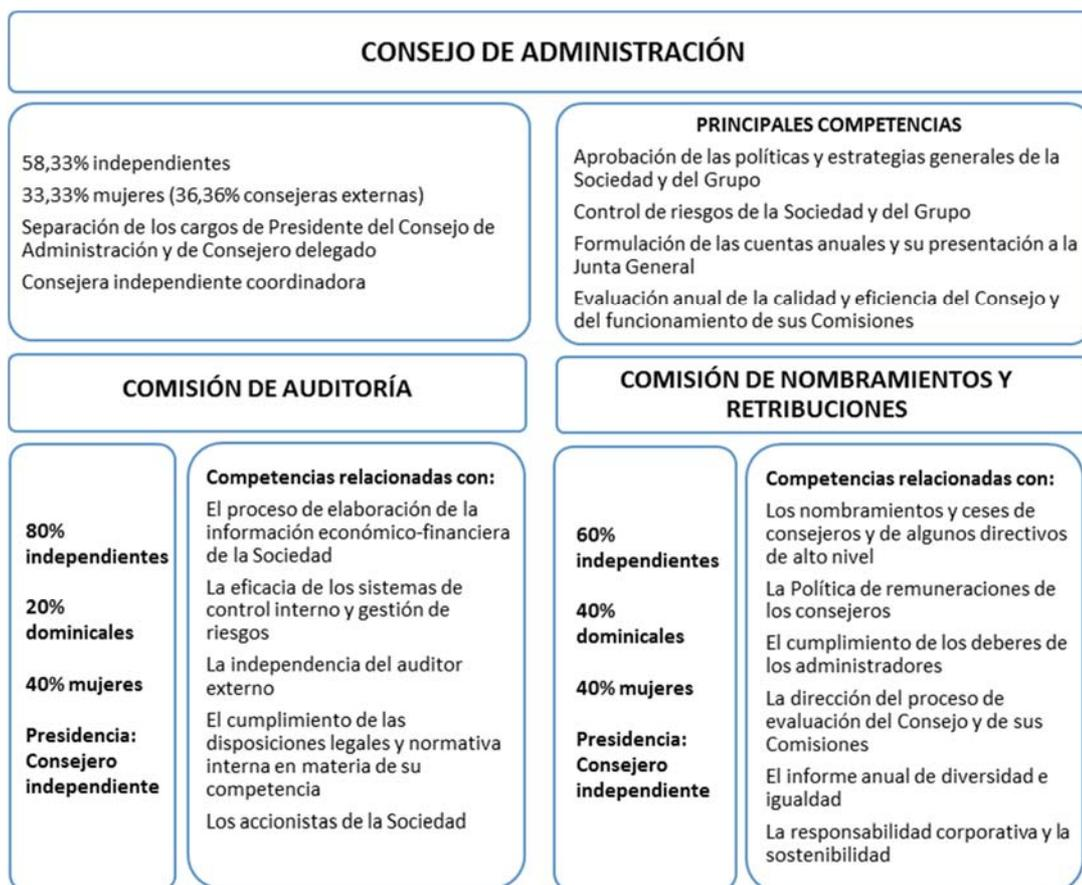 CONSEJO DE ADMINISTRACIÓN
58,33% independientes
33,33% mujeres (36,36% consejeras externas)
Separación de los cargos de Presidente del Consejo de
Administración y de Consejero delegado
Consejera independiente coordinadora
PRINCIPALES COMPETENCIAS
Aprobación de las políticas y estrategias generales de la
Sociedad y del Grupo
Control de riesgos de la Sociedad y del Grupo
Formulación de las cuentas anuales y su presentación a la
Junta General
Evaluación anual de la calidad y eficiencia del Consejo y
del funcionamiento de sus Comisiones
COMISIÓN DE AUDITORÍA
80%
independientes
20%
dominicales
40% mujeres
Presidencia:
Consejero
independiente
Competencias relacionadas con:
El proceso de elaboración de la
información económico-financiera
de la Sociedad
La eficacia de los sistemas de
control interno y gestión de
riesgos
La independencia del auditor
externo
El cumplimiento de las
disposiciones legales y normativa
interna en materia de su
competencia
Los accionistas de la Sociedad
COMISIÓN DE NOMBRAMIENTOS Y
RETRIBUCIONES
60%
independientes
40%
dominicales
40% mujeres
Presidencia:
Consejero
independiente
Competencias relacionadas con:
Los nombramientos y ceses de
consejeros y de algunos directivos
de alto nivel
La Política de remuneraciones de
los consejeros
El cumplimiento de los deberes de
los administradores
La dirección del proceso de
evaluación del Consejo y de sus
Comisiones
El informe anual de diversidad e
igualdad
La responsabilidad corporativa y la
sostenibilidad